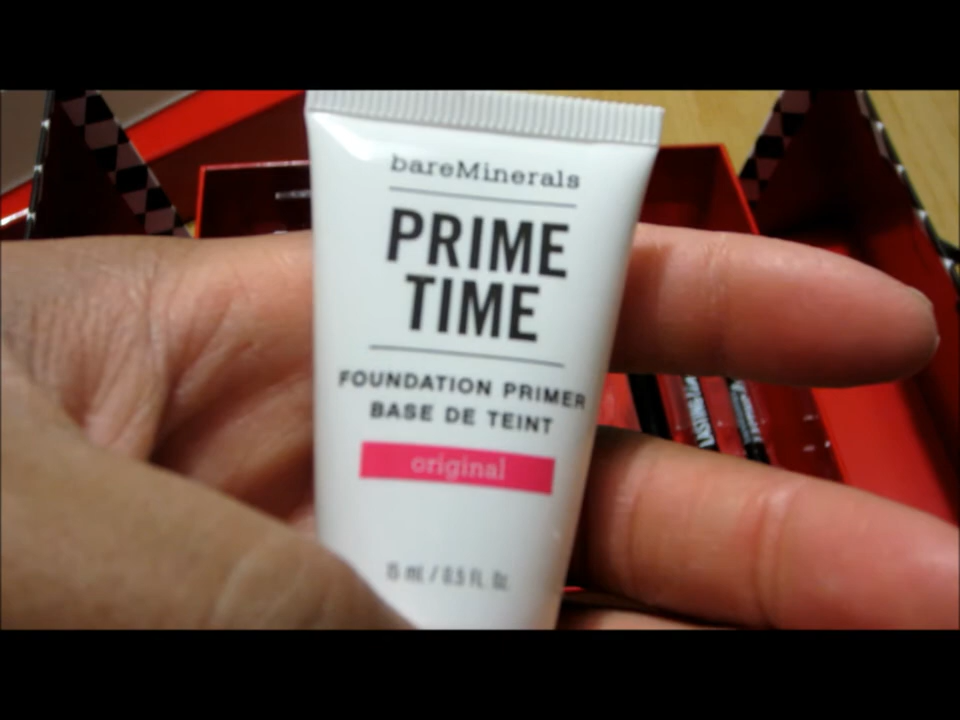 bareMinerals
PRIME
TIME
FOUNDATION PRIMER
BASE DE TEINT
original
15 mL / 0.5 FL. Oz.